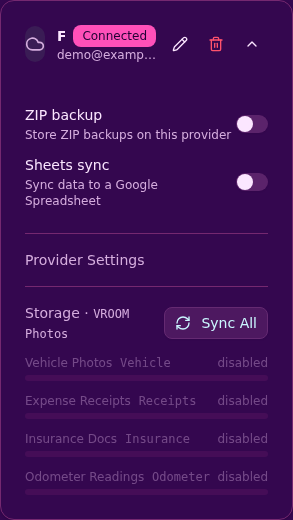 F Connected
demo@examp…
ZIP backup
Store ZIP backups on this provider
Sheets sync
Sync data to a Google
Spreadsheet
Provider Settings
Storage · VROOM
Photos
Sync All
Vehicle Photos Vehicle disabled
Expense Receipts Receipts disabled
Insurance Docs Insurance disabled
Odometer Readings Odometer disabled